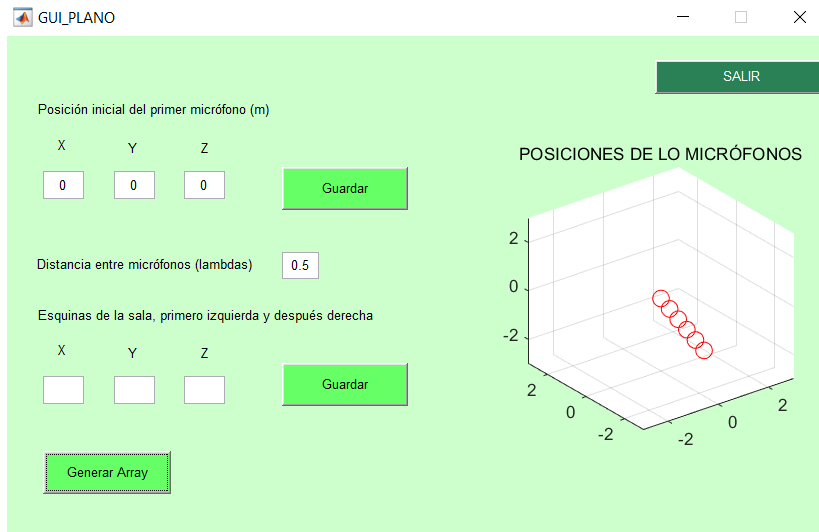 GUI_PLANO
SALIR
Posición inicial del primer micrófono (m)
X Y Z
0 0 0
Guardar
Distancia entre micrófonos (lambdas) 0.5
Esquinas de la sala, primero izquierda y después derecha
X Y Z
Guardar
Generar Array
POSICIONES DE LO MICRÓFONOS
2
0
-2
2
0
-2
-2
0
2